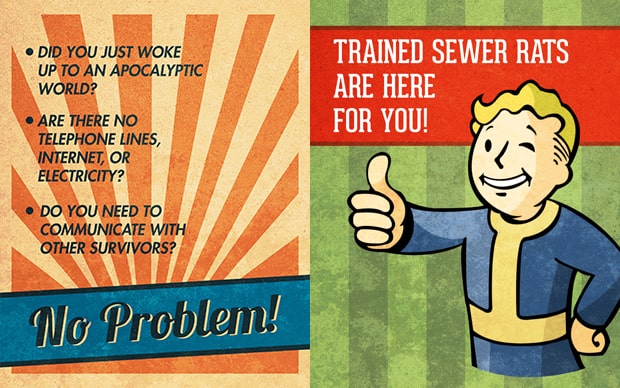 • DID YOU JUST WOKE
UP TO AN APOCALYPTIC
WORLD?
• ARE THERE NO
TELEPHONE LINES,
INTERNET, OR
ELECTRICITY?
• DO YOU NEED TO
COMMUNICATE WITH
OTHER SURVIVORS?
No Problem!
TRAINED SEWER RATS
ARE HERE
FOR YOU!